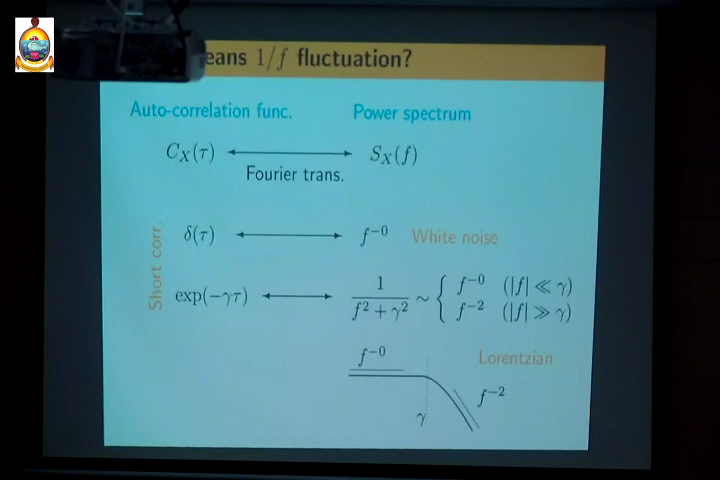 eans 1/f fluctuation?
Auto-correlation func. Power spectrum
C_X(τ) ⟷ S_X(f)
Fourier trans.
Short corr.
δ(τ) ⟷ f⁻⁰ White noise
exp(−γτ) ⟷ 1/(f² + γ²) ∼ { f⁻⁰ (|f| ≪ γ)
f⁻² (|f| ≫ γ)
f⁻⁰ Lorentzian
f⁻²
γ